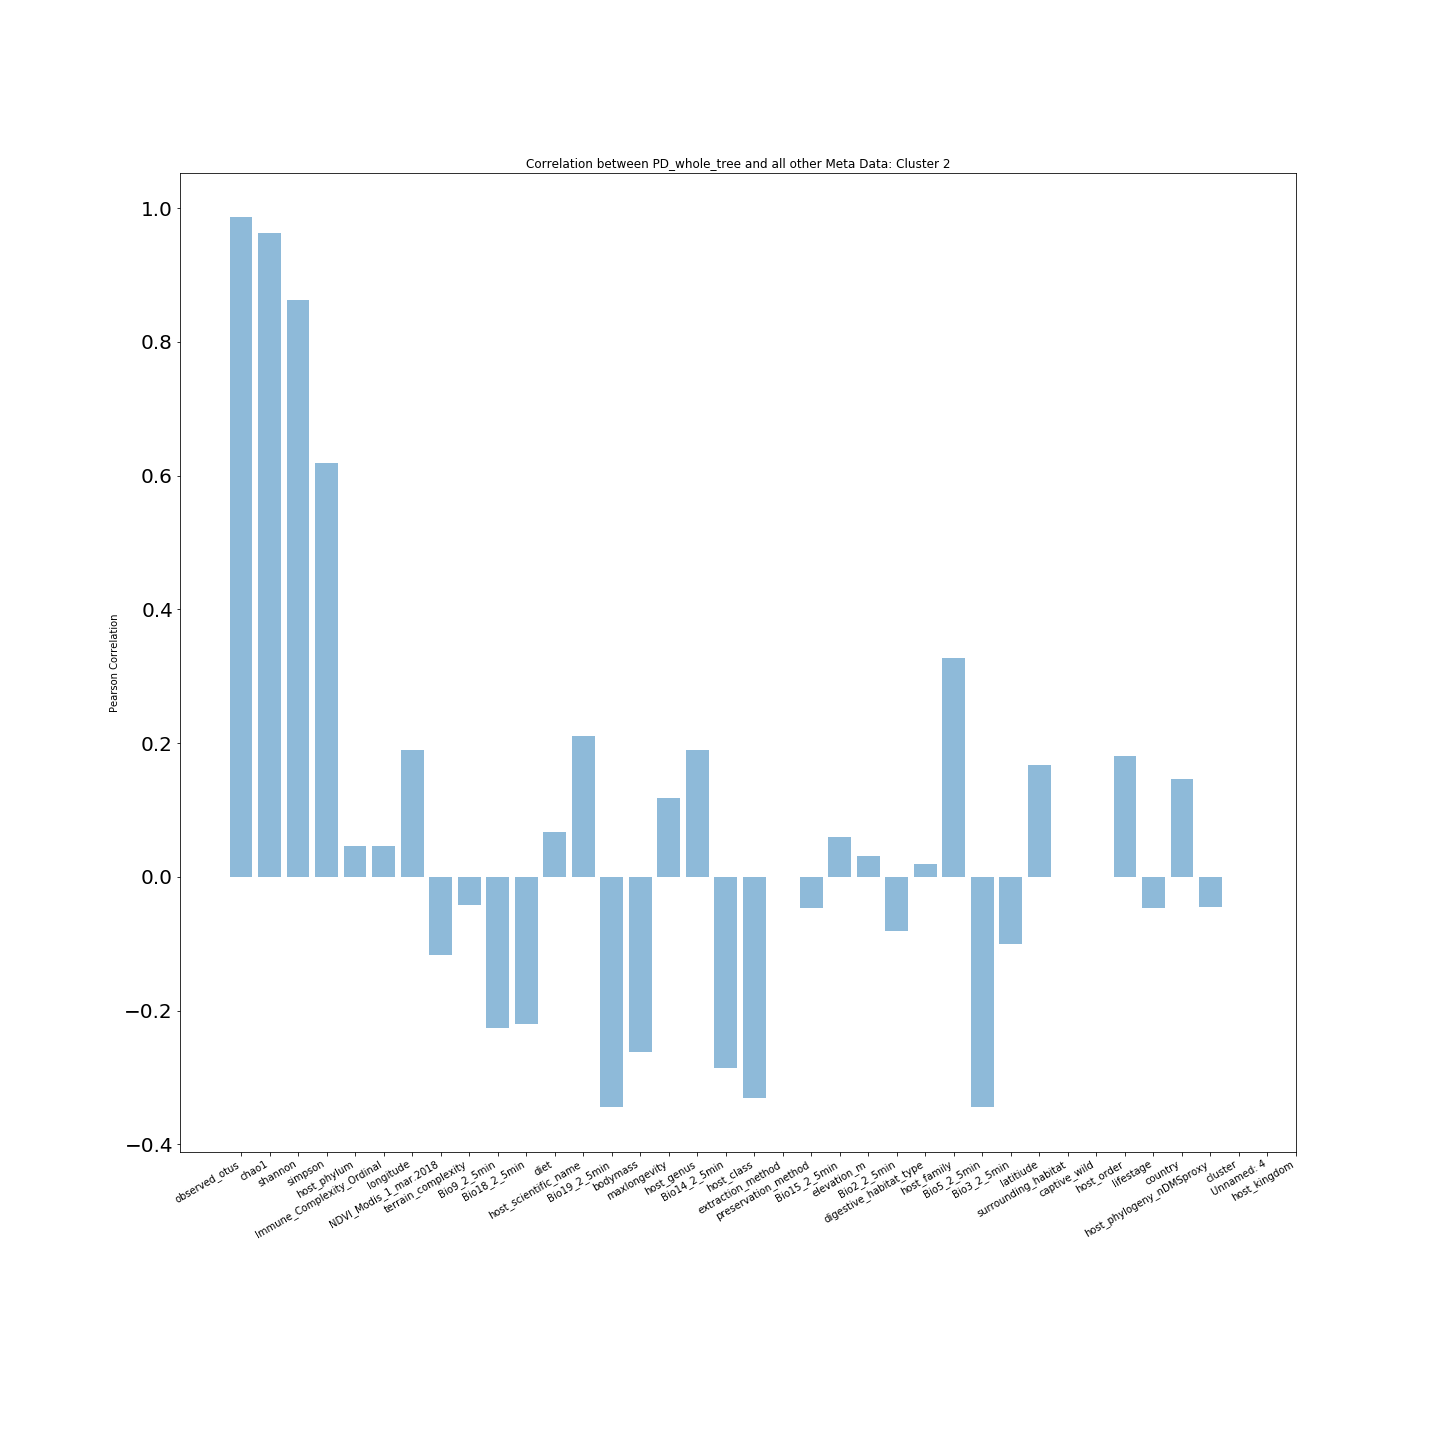 Correlation between PD_whole_tree and all other Meta Data: Cluster 2
1.0
0.8
0.6
0.4
0.2
0.0
−0.2
−0.4
Pearson Correlation
observed_otus
chao1
shannon
simpson
host_phylum
Immune_Complexity_Ordinal
longitude
NDVI_Modis_1_mar.2018
terrain_complexity
Bio9_2_5min
Bio18_2_5min
diet
host_scientific_name
Bio19_2_5min
bodymass
maxlongevity
host_genus
Bio14_2_5min
host_class
extraction_method
preservation_method
Bio15_2_5min
elevation_m
Bio2_2_5min
digestive_habitat_type
host_family
Bio5_2_5min
Bio3_2_5min
latitiude
surrounding_habitat
captive_wild
host_order
lifestage
country
host_phylogeny_nDMSproxy
cluster
Unnamed: 4
host_kingdom